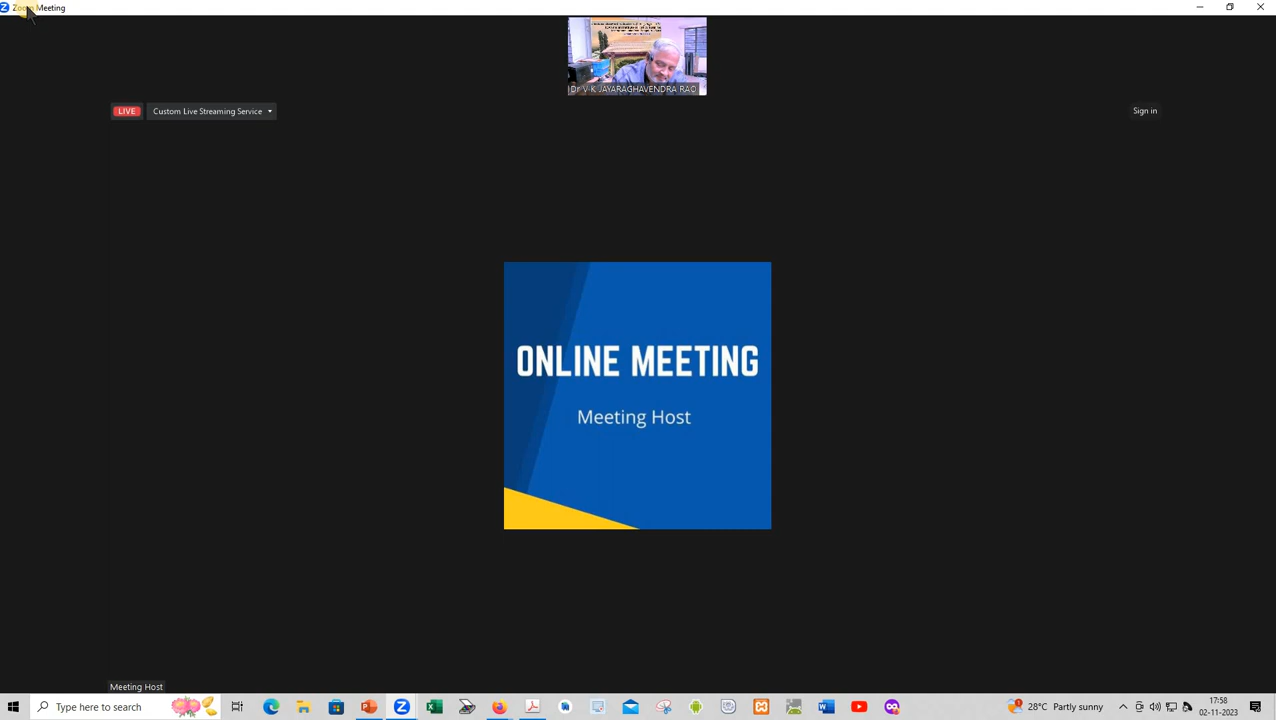 Zoom Meeting
Dr V K JAYARAGHAVENDRA RAO
LIVE
Custom Live Streaming Service
Sign in
ONLINE MEETING
Meeting Host
Meeting Host
Type here to search
28°C Partly sunny
17:58
02-11-2023